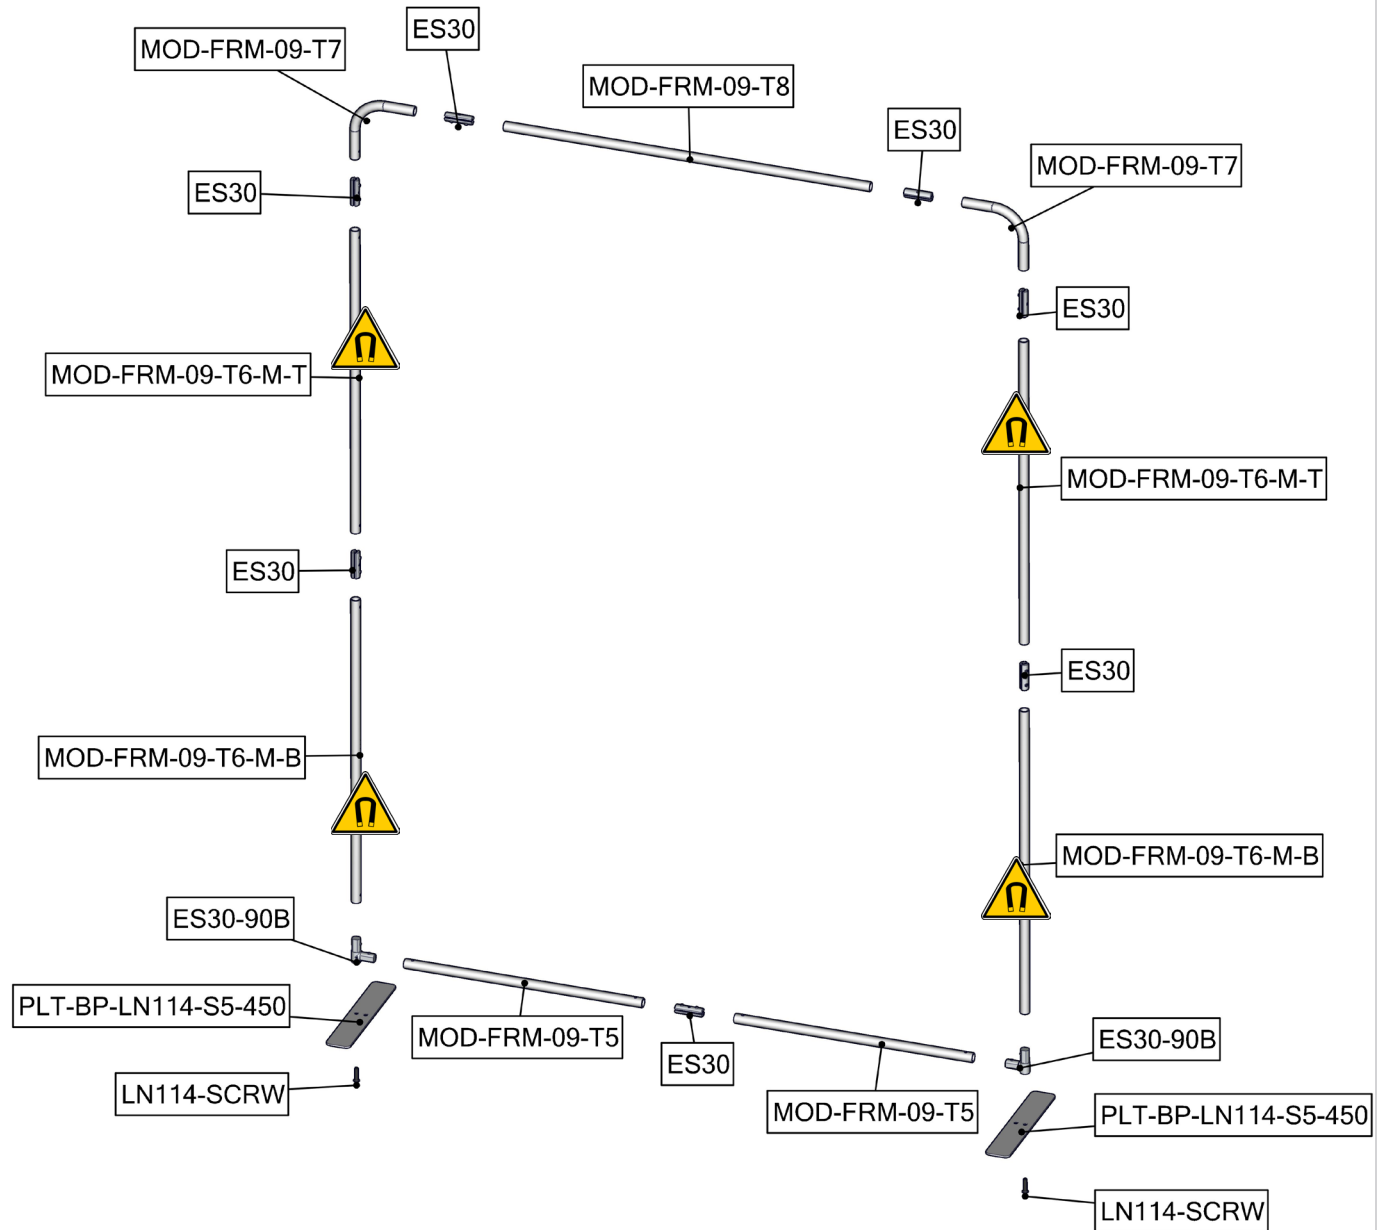 ES30
MOD-FRM-09-T7
MOD-FRM-09-T8
ES30
MOD-FRM-09-T7
ES30
ES30
MOD-FRM-09-T6-M-T
MOD-FRM-09-T6-M-T
ES30
ES30
MOD-FRM-09-T6-M-B
MOD-FRM-09-T6-M-B
ES30-90B
PLT-BP-LN114-S5-450
MOD-FRM-09-T5
ES30-90B
ES30
LN114-SCRW
MOD-FRM-09-T5
PLT-BP-LN114-S5-450
LN114-SCRW